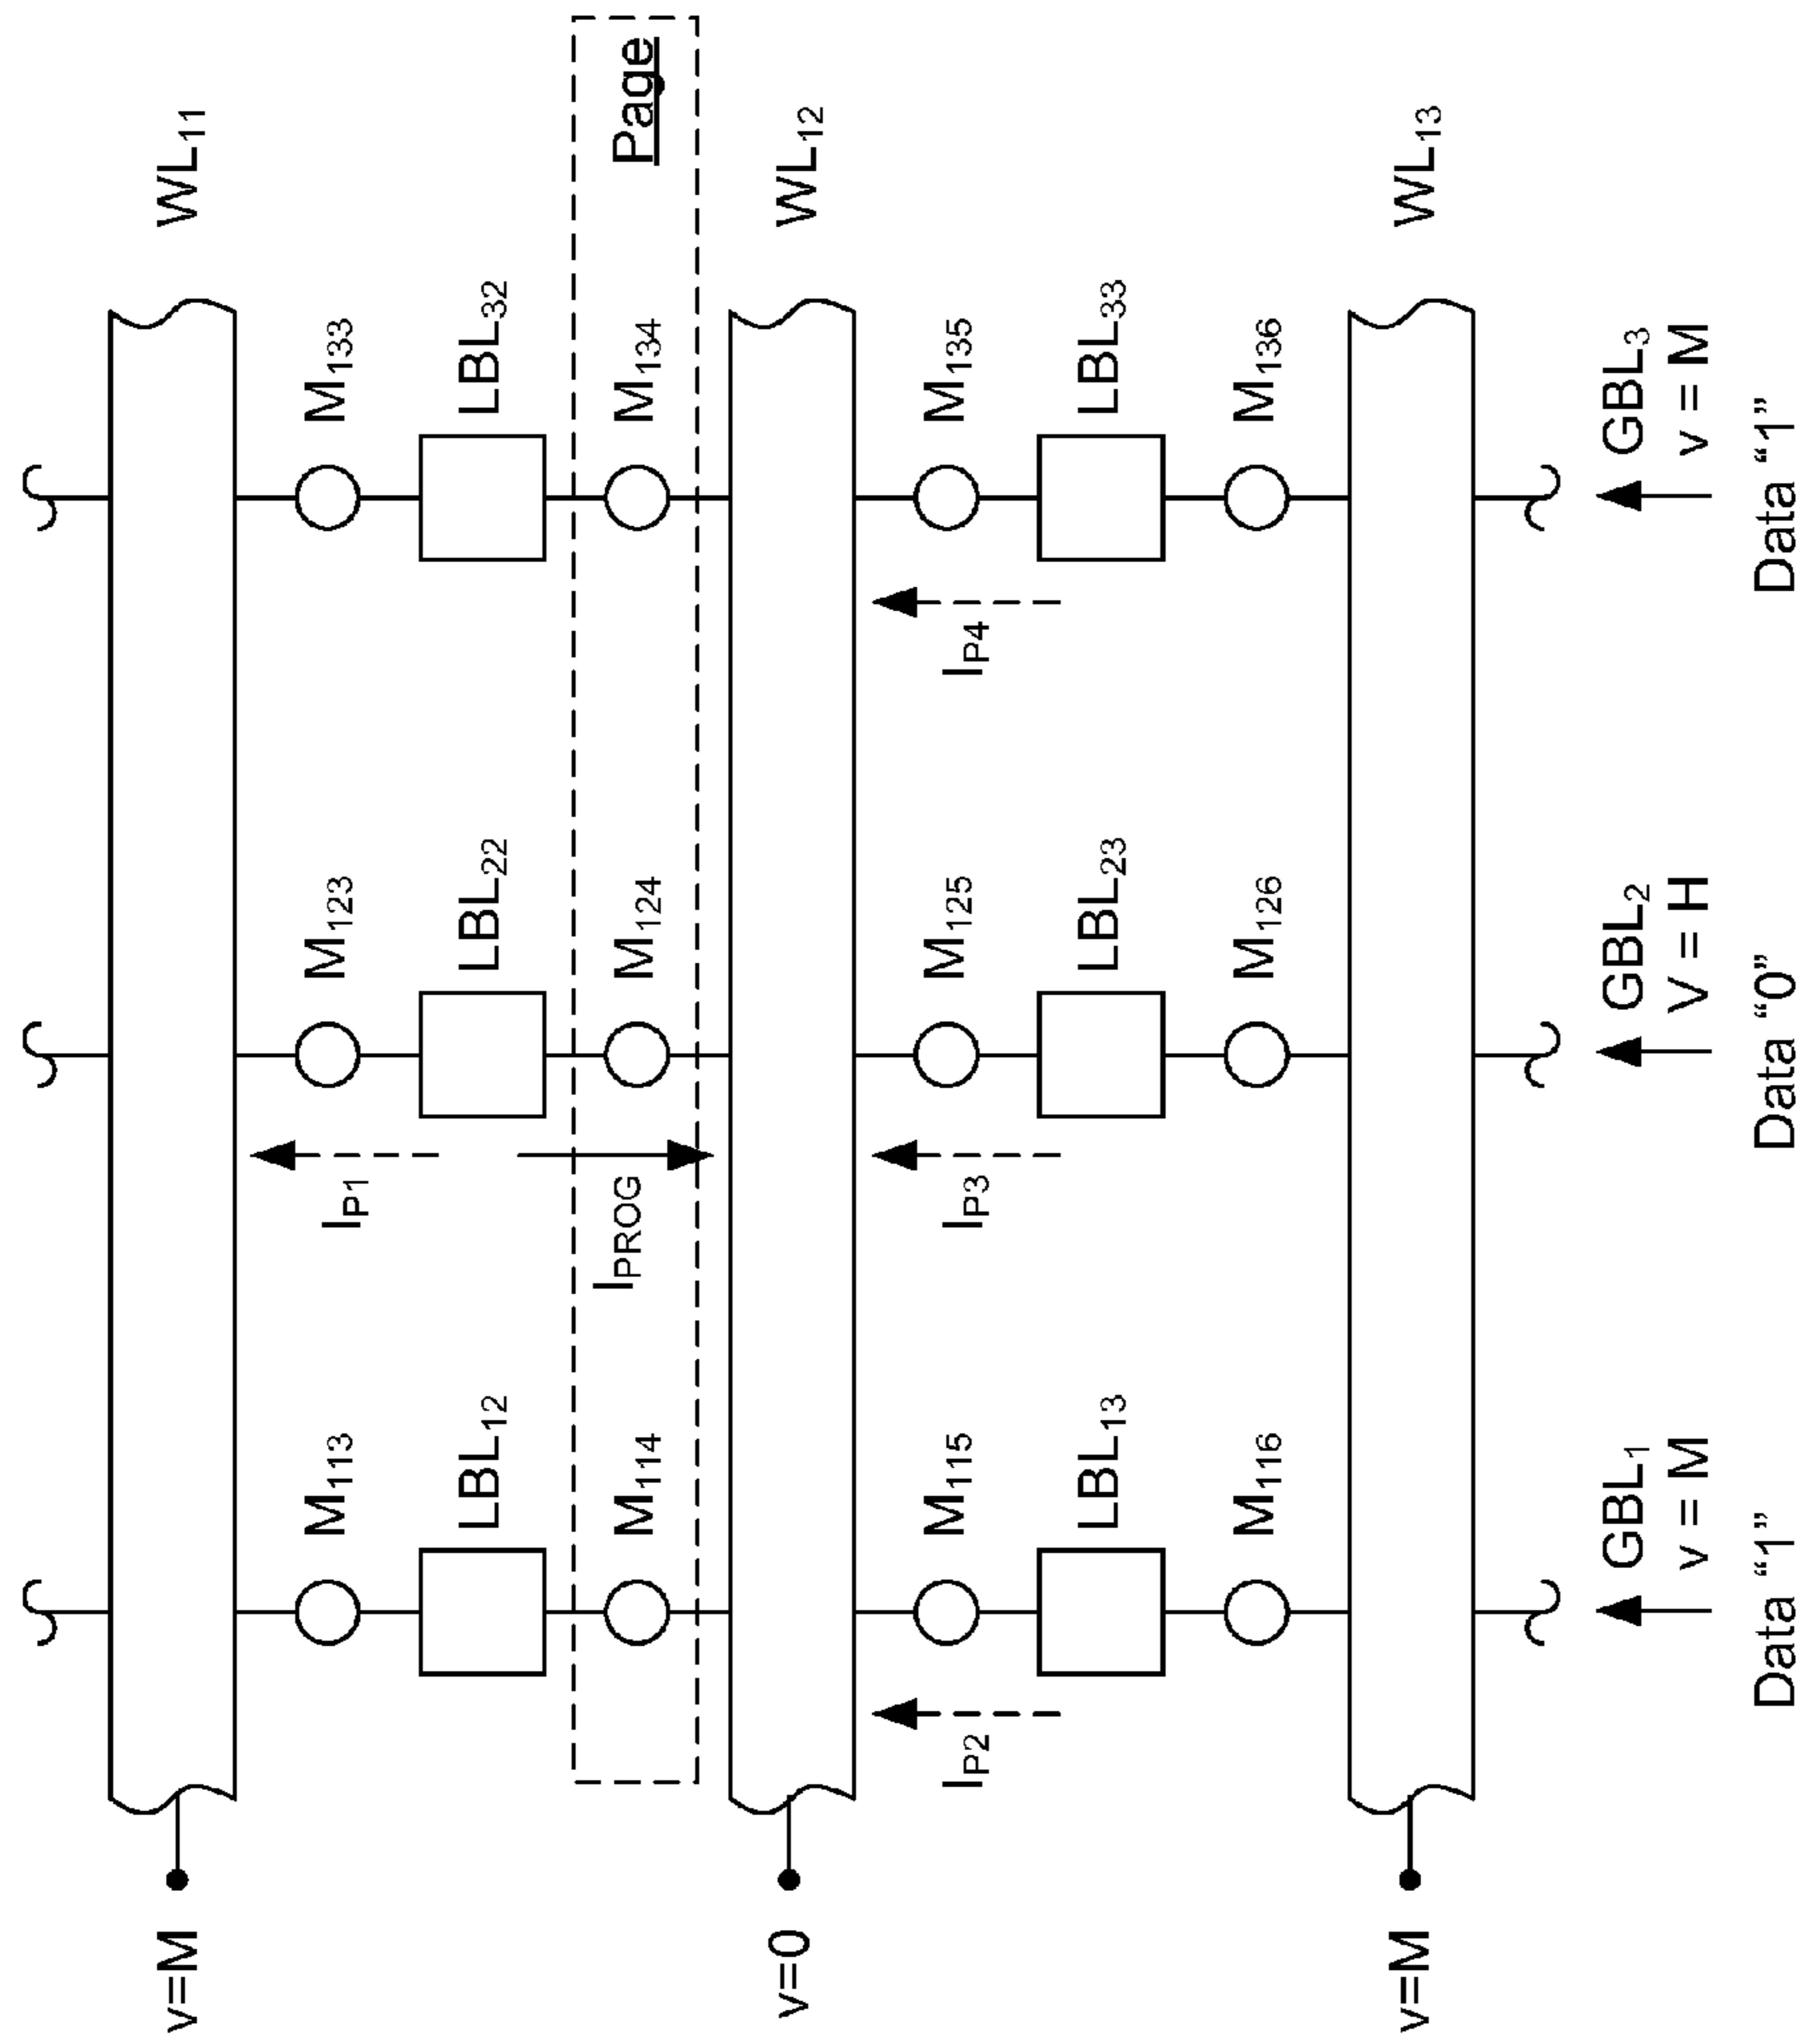 v=M
WL11
M113
IP1
M123
M133
LBL12
LBL22
LBL32
M114
IPROG
M124
M134
Page
v=0
WL12
IP2
M115
IP3
M125
IP4
M135
LBL13
LBL23
LBL33
M116
M126
M136
v=M
WL13
GBL1
v = M
Data “1”
GBL2
V = H
Data “0”
GBL3
v = M
Data “1”